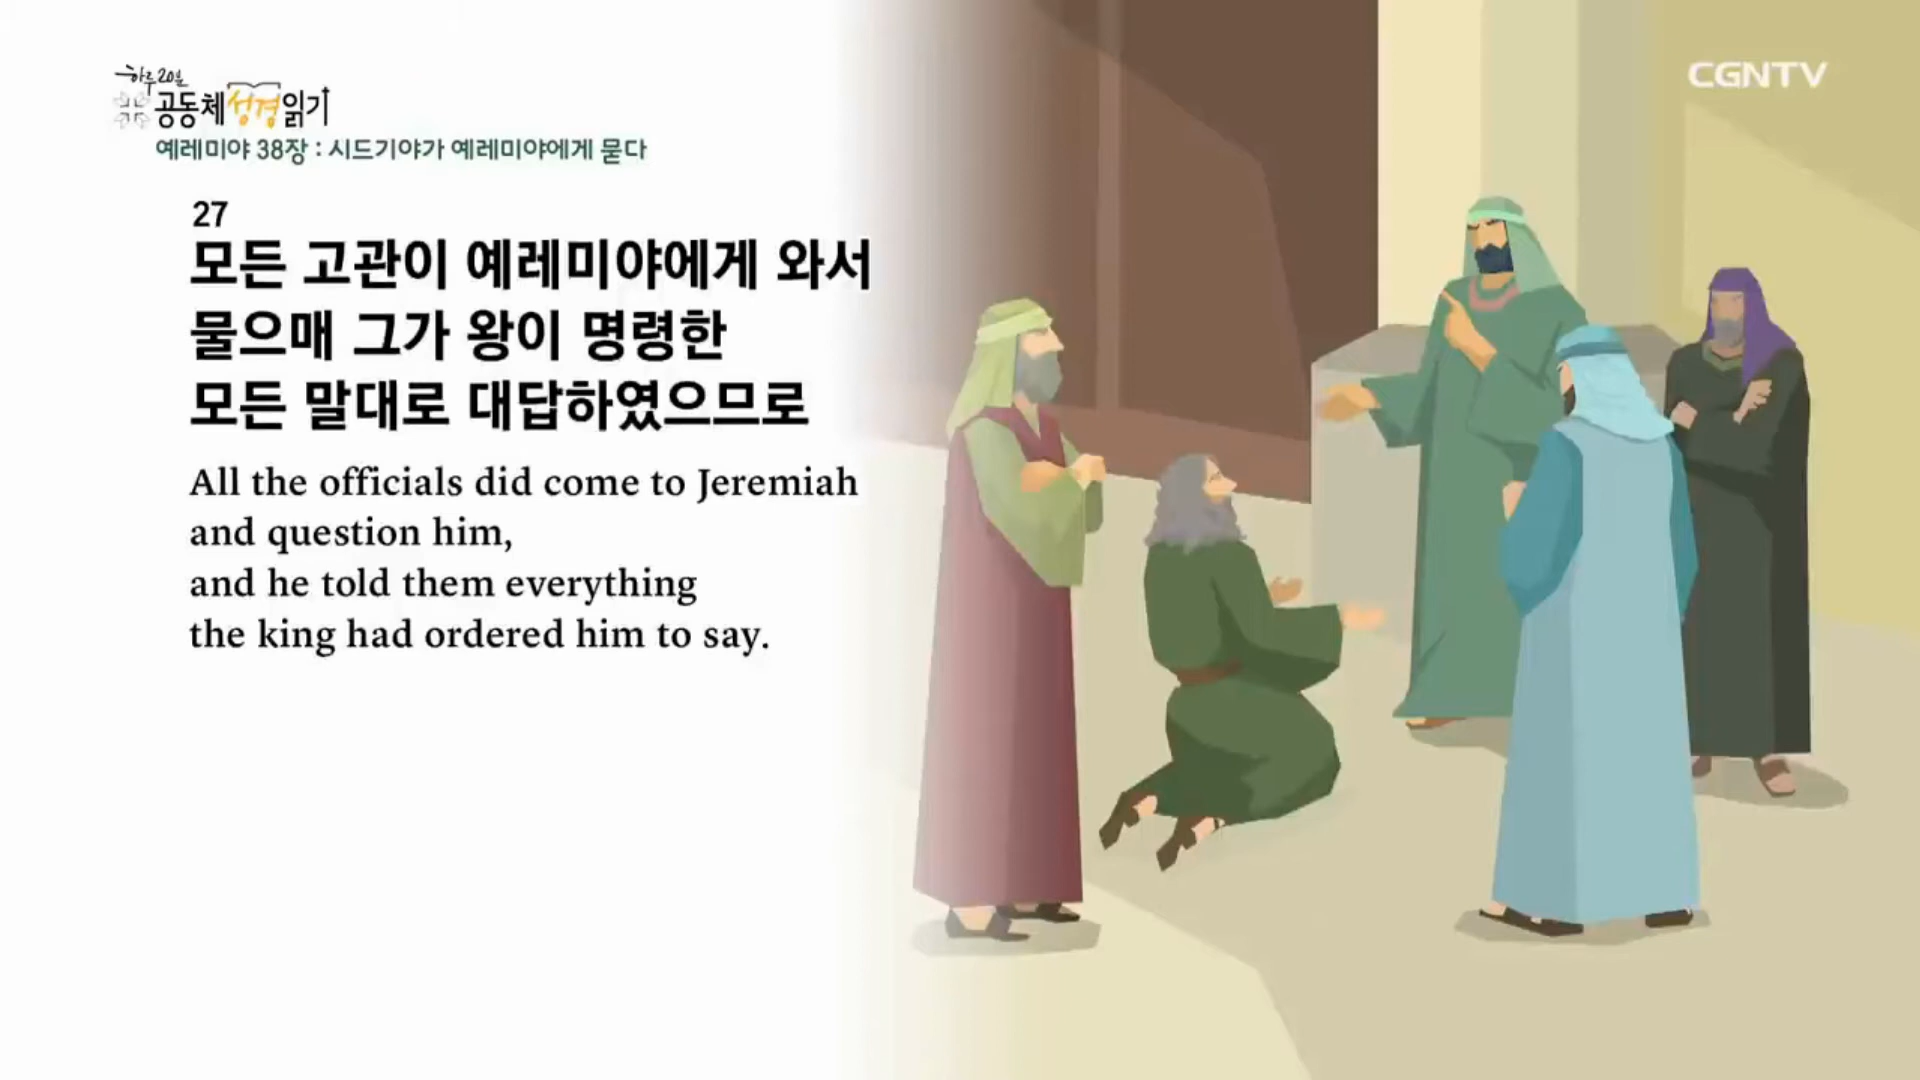 하루 20분
공동체성경읽기
CGNTV
예레미야 38장 : 시드기야가 예레미야에게 묻다
27
모든 고관이 예레미야에게 와서
물으매 그가 왕이 명령한
모든 말대로 대답하였으므로
All the officials did come to Jeremiah
and question him,
and he told them everything
the king had ordered him to say.